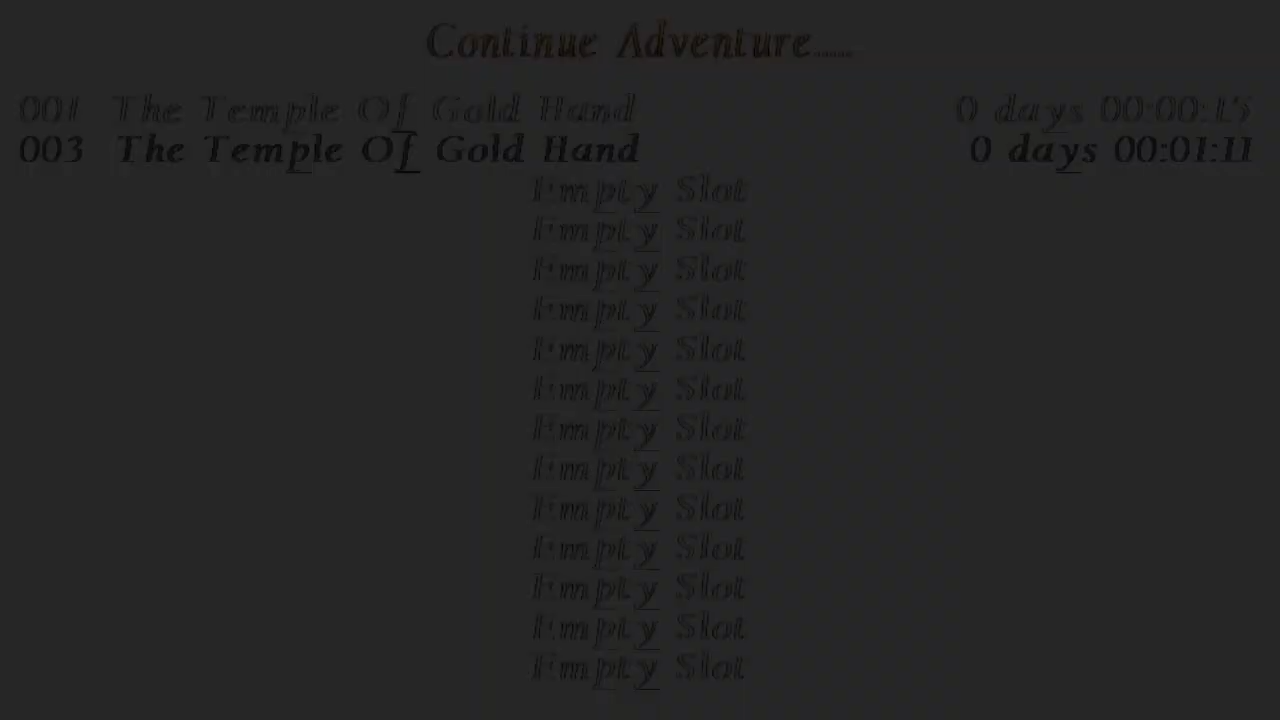 Continue Adventure........
001 The Temple Of Gold Hand 0 days 00:00:15
003 The Temple Of Gold Hand 0 days 00:01:11
Empty Slot
Empty Slot
Empty Slot
Empty Slot
Empty Slot
Empty Slot
Empty Slot
Empty Slot
Empty Slot
Empty Slot
Empty Slot
Empty Slot
Empty Slot